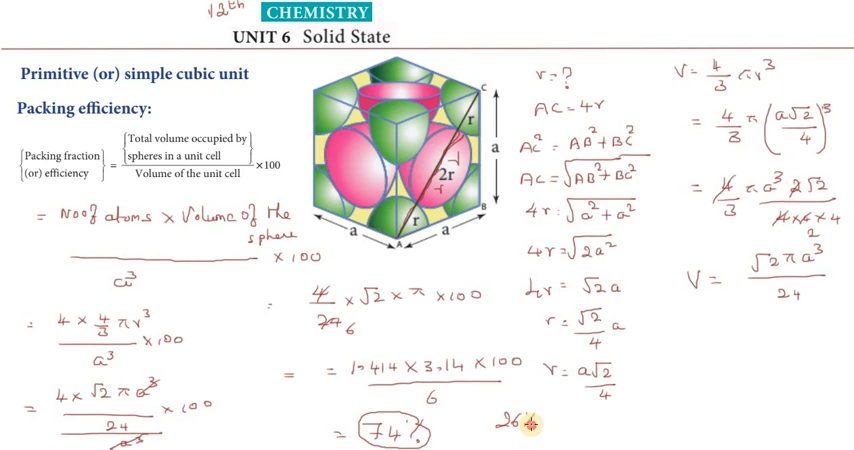 12th CHEMISTRY
UNIT 6 Solid State
Primitive (or) simple cubic unit
Packing efficiency:
{Packing fraction (or) efficiency} = {Total volume occupied by spheres in a unit cell} / Volume of the unit cell ×100
= No of atoms × Volume of the sphere / a³ × 100
= 4 × 4/3 πr³ / a³ × 100
= 4 × √2 π a³ / 24 / a³ × 100
C
r
a
2r
r
B
A
a
a
= 4/24 6 × √2 × π × 100
= = 1.414 × 3.14 × 100 / 6
= 74%
26%
r = ?
AC = 4r
AC² = AB² + BC²
AC = √AB² + BC²
4r = √a² + a²
4r = √2a²
4r = √2 a
r = √2/4 a
r = a√2/4
V = 4/3 πr³
= 4/3 π (a√2/4)³
= 4/3 π a³ 2√2 / 4×4×4 2
V = √2 π a³ / 24